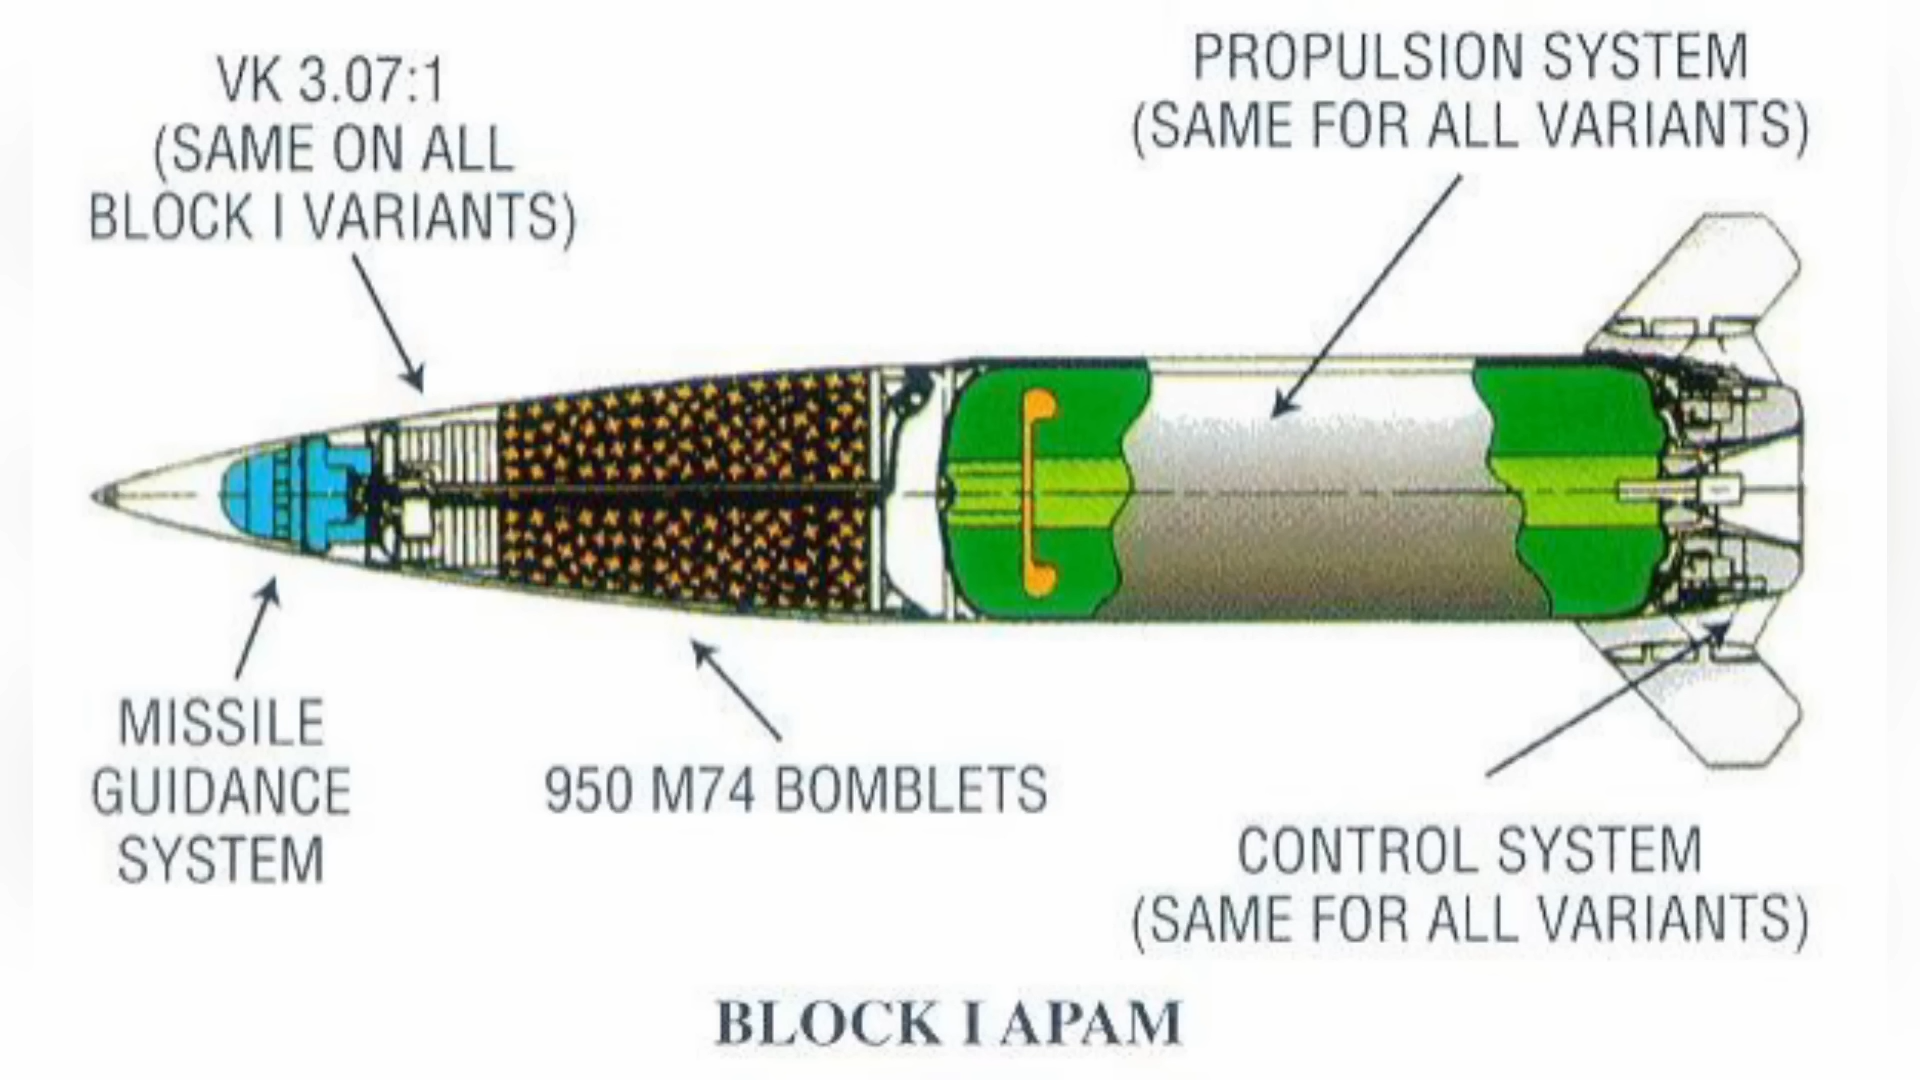 VK 3.07:1
(SAME ON ALL
BLOCK I VARIANTS)
PROPULSION SYSTEM
(SAME FOR ALL VARIANTS)
MISSILE
GUIDANCE
SYSTEM
950 M74 BOMBLETS
CONTROL SYSTEM
(SAME FOR ALL VARIANTS)
BLOCK I APAM